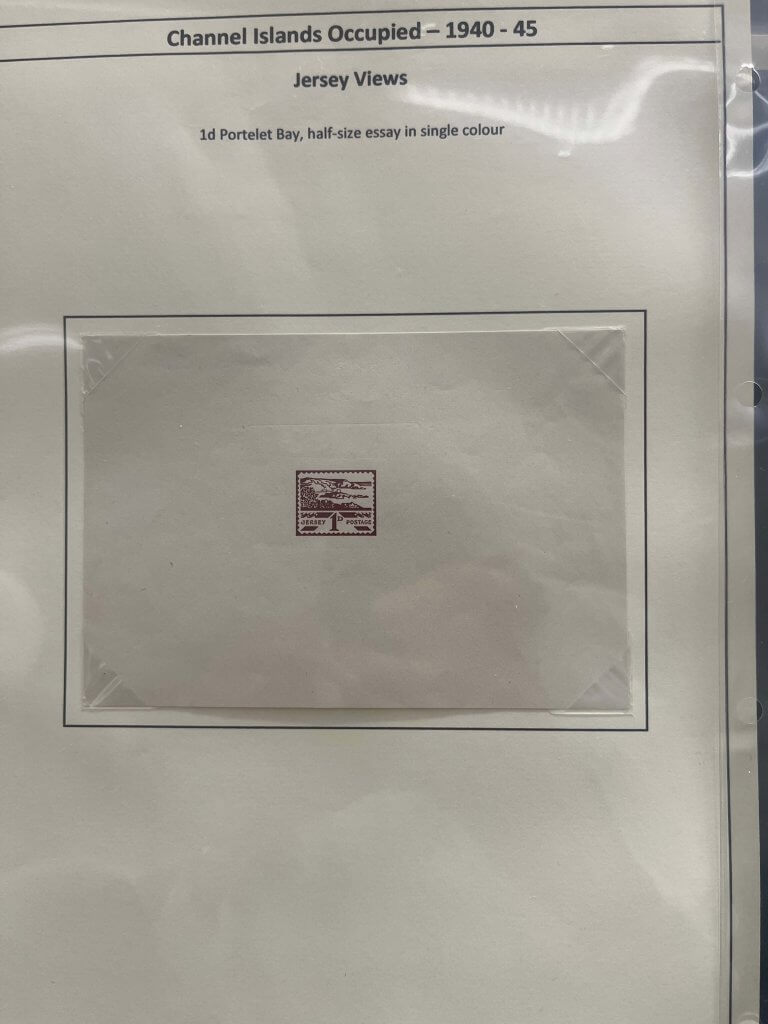 Channel Islands Occupied – 1940 - 45
Jersey Views
1d Portelet Bay, half-size essay in single colour
JERSEY 1D POSTAGE